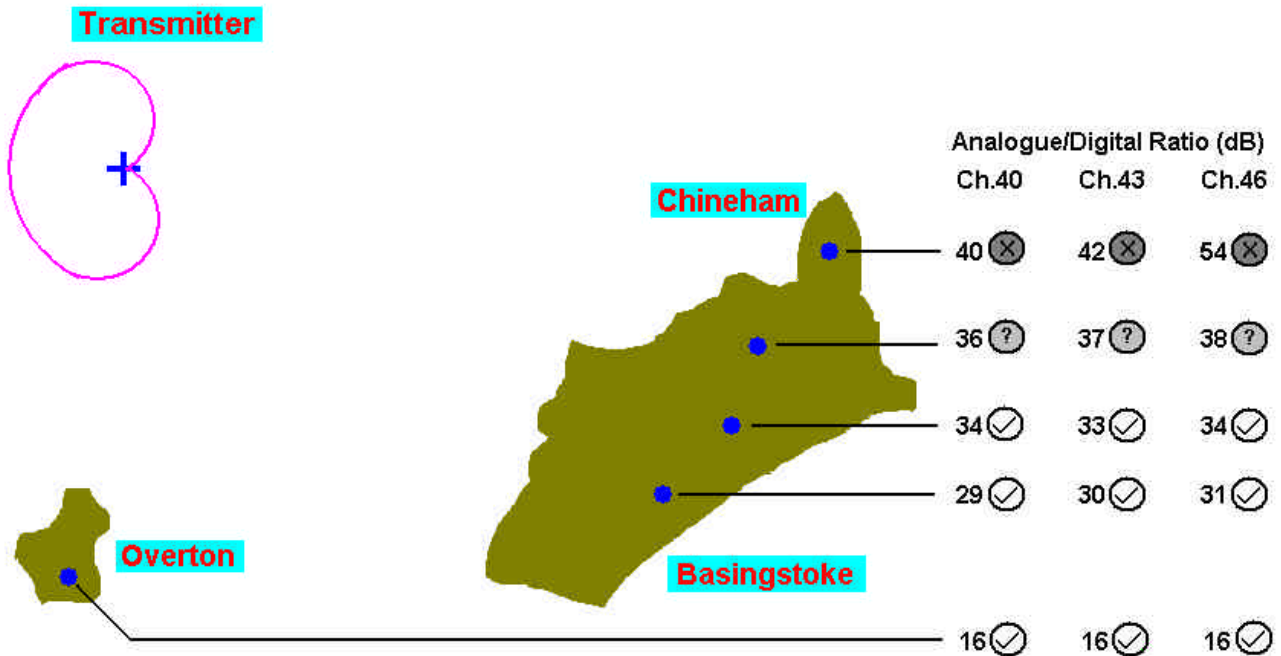 Transmitter
Analogue/Digital Ratio (dB)
Ch.40 Ch.43 Ch.46
Chineham
40 42 54
36 ? 37 ? 38 ?
34 33 34
29 30 31
Overton
Basingstoke
16 16 16